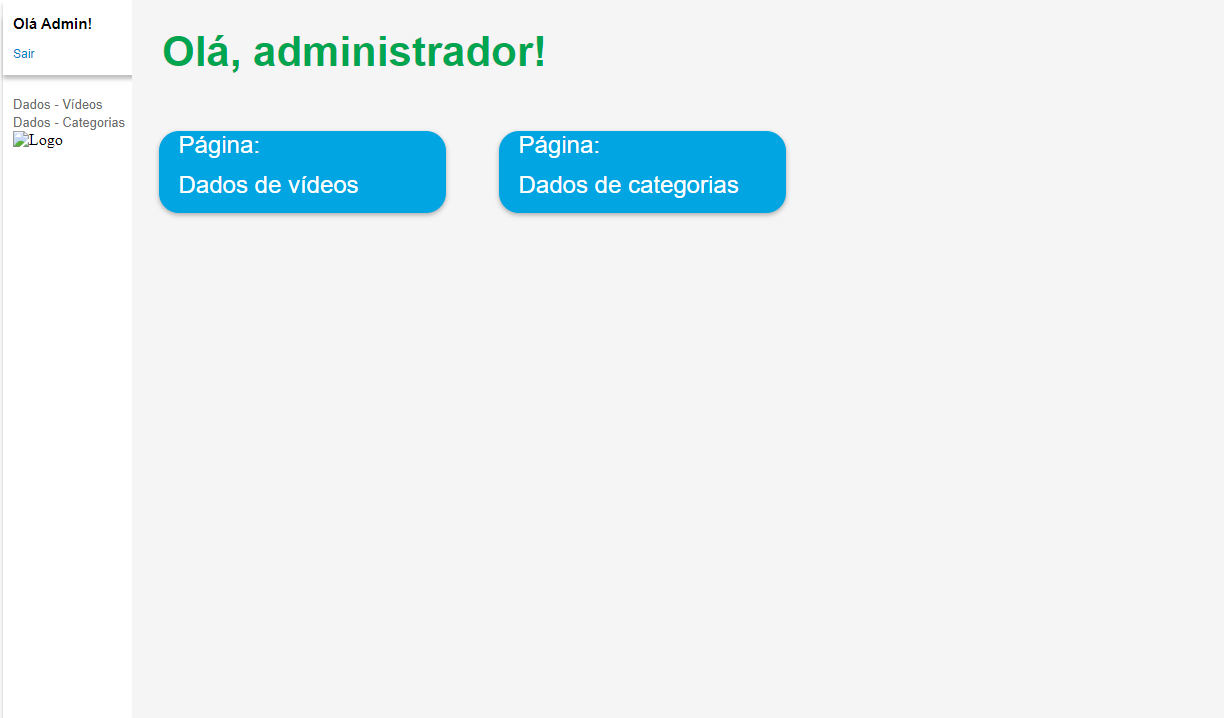 Olá Admin!
Sair
Dados - Vídeos
Dados - Categorias
Logo
Olá, administrador!
Página:
Dados de vídeos
Página:
Dados de categorias